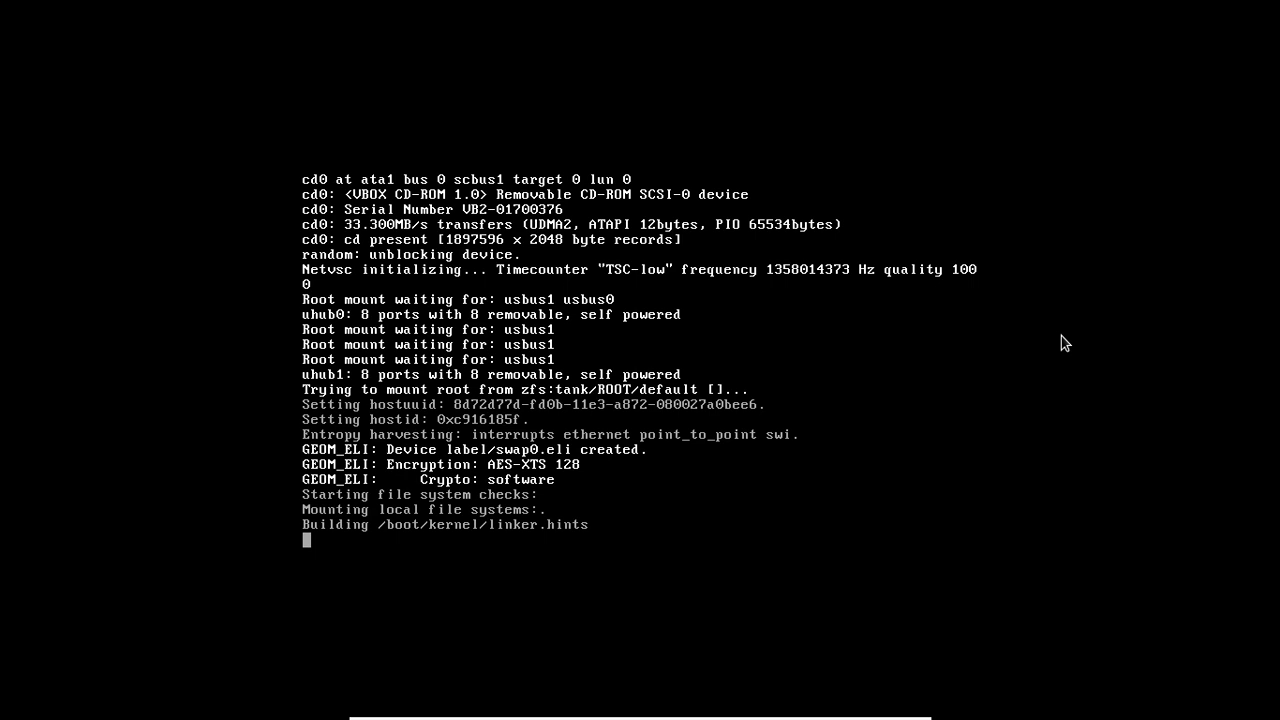 cd0 at ata1 bus 0 scbus1 target 0 lun 0
cd0: <VBOX CD-ROM 1.0> Removable CD-ROM SCSI-0 device
cd0: Serial Number VB2-01700376
cd0: 33.300MB/s transfers (UDMA2, ATAPI 12bytes, PIO 65534bytes)
cd0: cd present [1897596 x 2048 byte records]
random: unblocking device.
Netvsc initializing... Timecounter "TSC-low" frequency 1358014373 Hz quality 100
0
Root mount waiting for: usbus1 usbus0
uhub0: 8 ports with 8 removable, self powered
Root mount waiting for: usbus1
Root mount waiting for: usbus1
Root mount waiting for: usbus1
uhub1: 8 ports with 8 removable, self powered
Trying to mount root from zfs:tank/ROOT/default []...
Setting hostuuid: 8d72d77d-fd0b-11e3-a872-080027a0bee6.
Setting hostid: 0xc916185f.
Entropy harvesting: interrupts ethernet point_to_point swi.
GEOM_ELI: Device label/swap0.eli created.
GEOM_ELI: Encryption: AES-XTS 128
GEOM_ELI:     Crypto: software
Starting file system checks:
Mounting local file systems:.
Building /boot/kernel/linker.hints